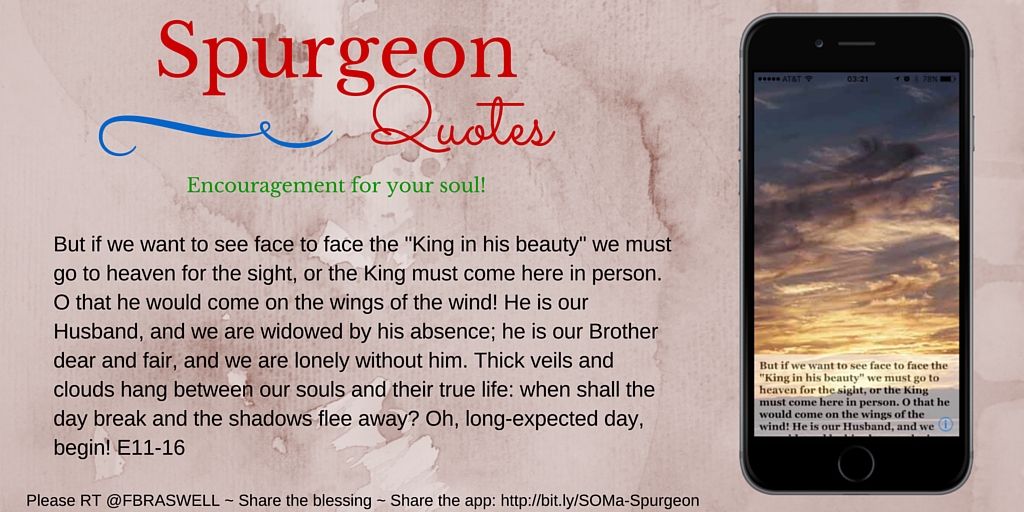 Spurgeon
Quotes
Encouragement for your soul!
But if we want to see face to face the "King in his beauty" we must
go to heaven for the sight, or the King must come here in person.
O that he would come on the wings of the wind! He is our
Husband, and we are widowed by his absence; he is our Brother
dear and fair, and we are lonely without him. Thick veils and
clouds hang between our souls and their true life: when shall the
day break and the shadows flee away? Oh, long-expected day,
begin! E11-16
Please RT @FBRASWELL ~ Share the blessing ~ Share the app: http://bit.ly/SOMa-Spurgeon
AT&T 03:21 78%
But if we want to see face to face the
"King in his beauty" we must go to
heaven for the sight, or the King
must come here in person. O that he
would come on the wings of the
wind! He is our Husband, and we